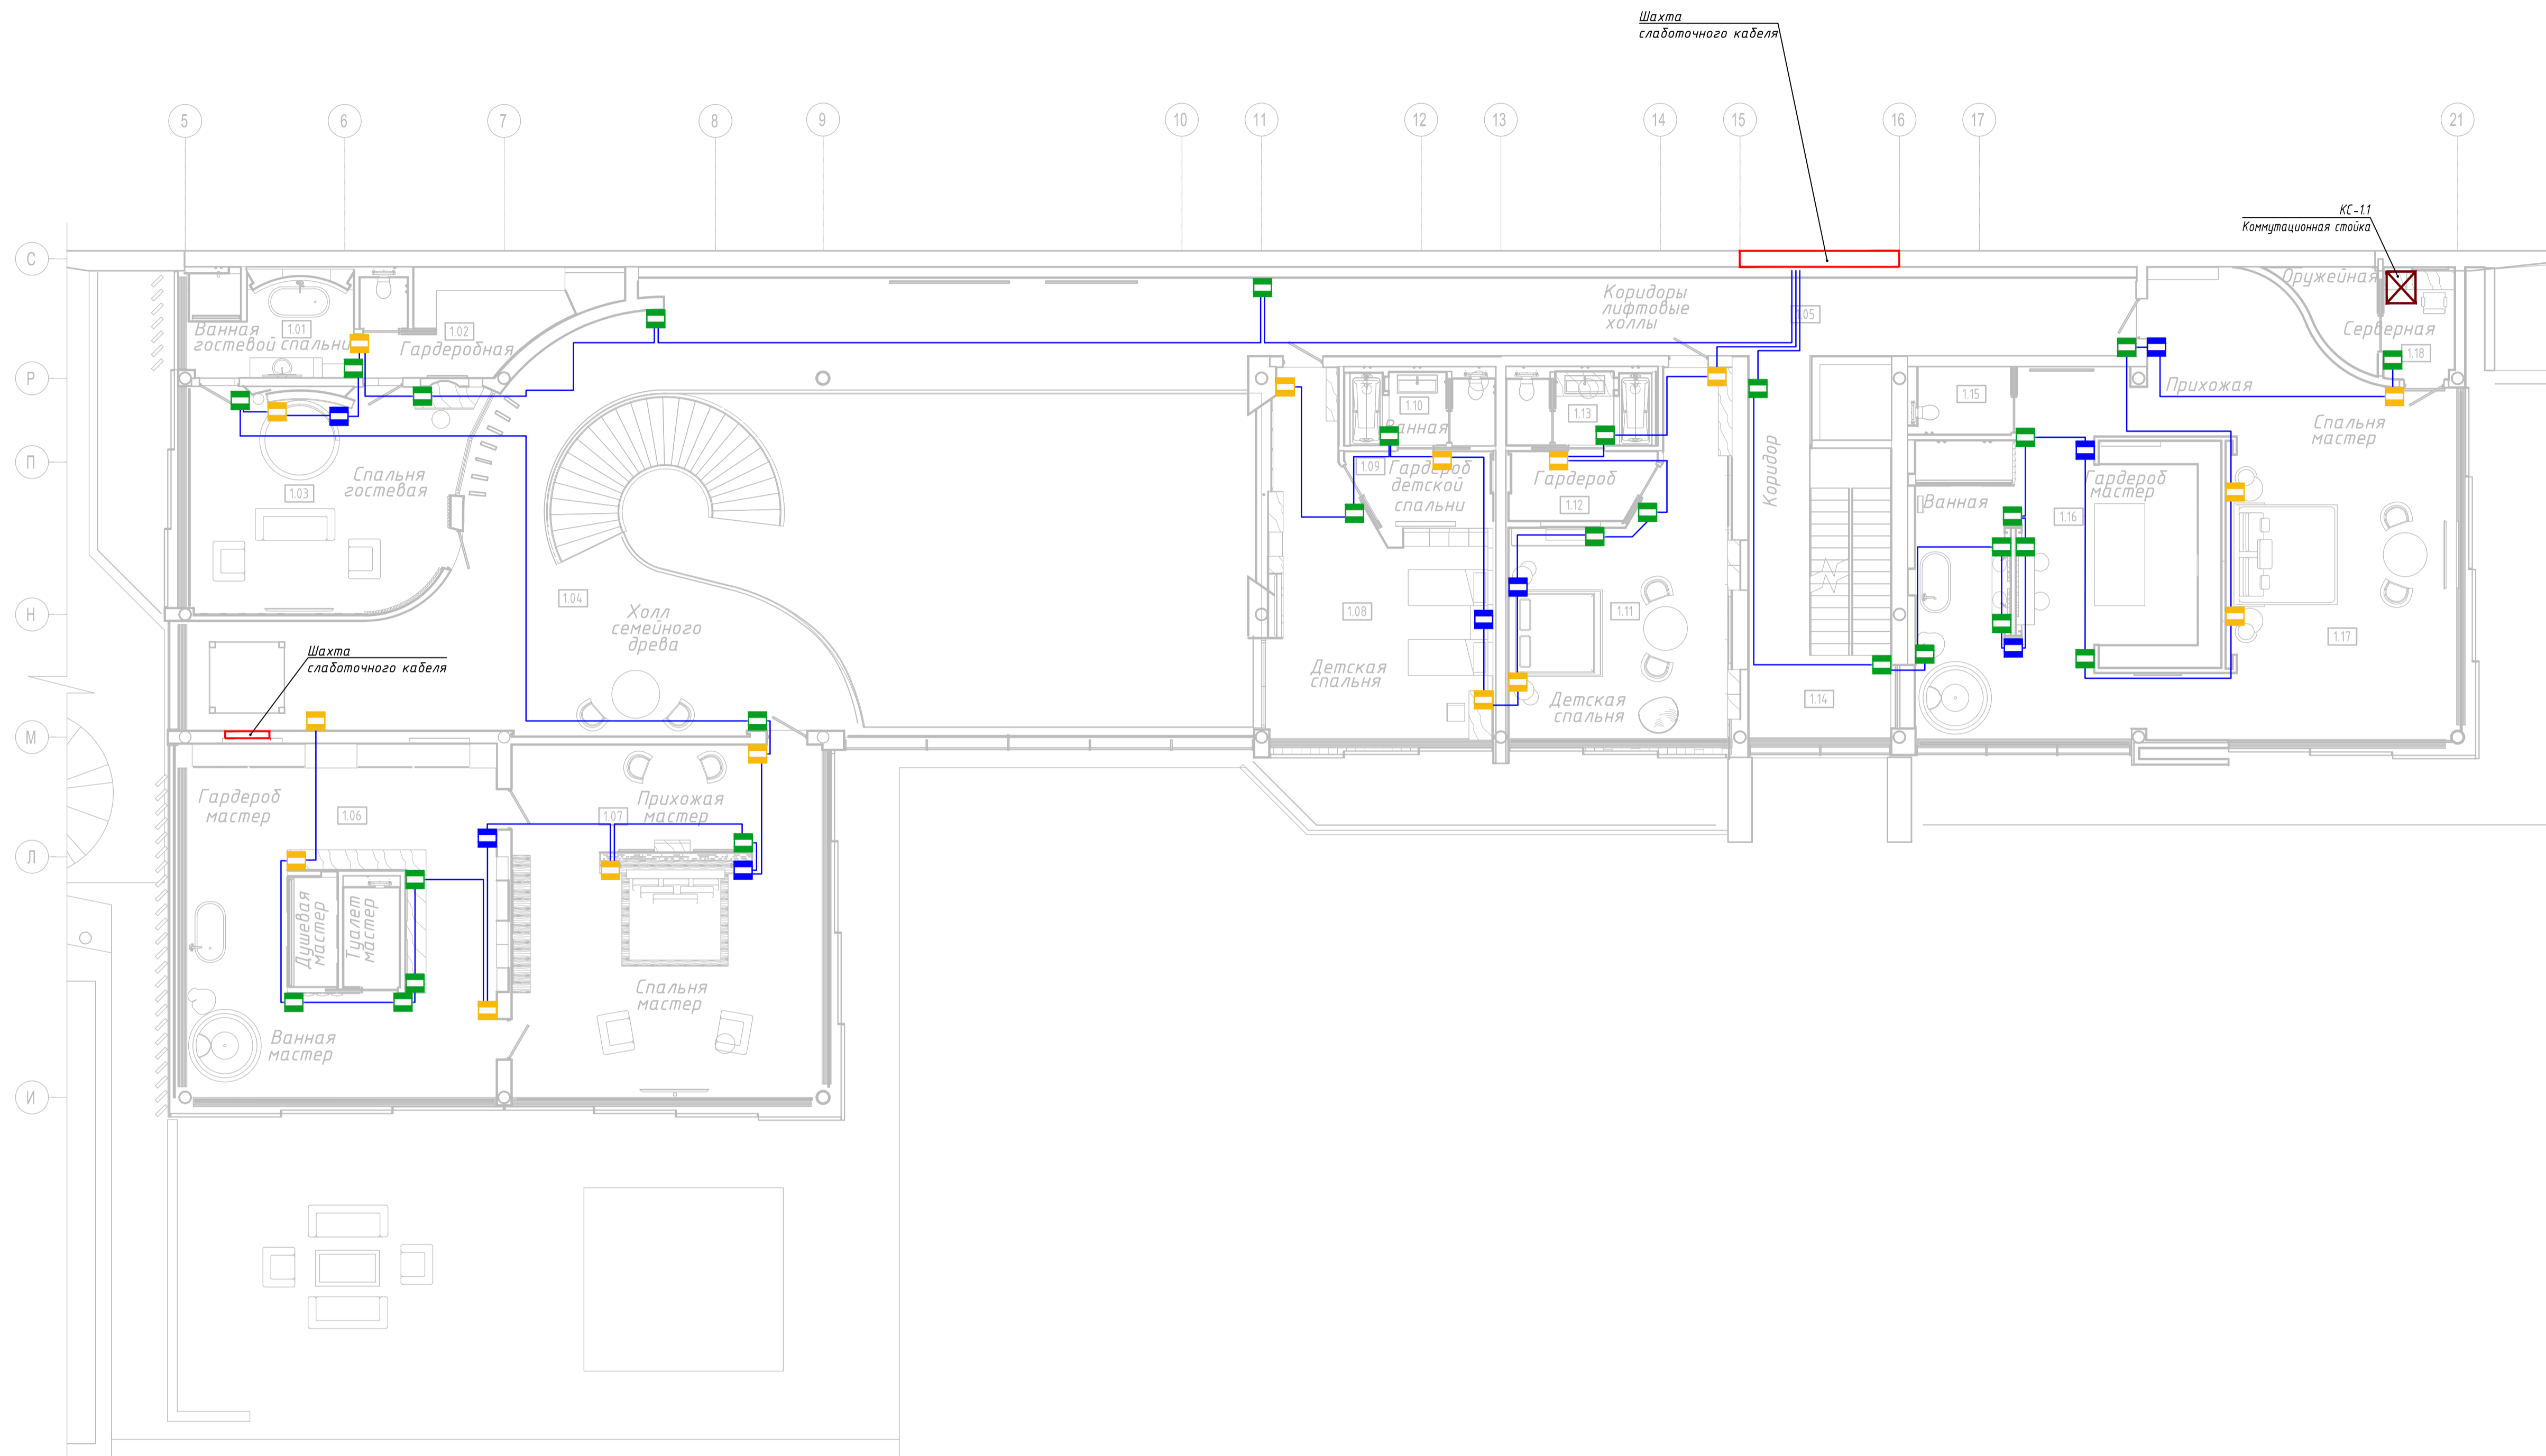 Шахта
слаботочного кабеля
5
6
7
8
9
10
11
12
13
14
15
16
17
21
КС-1.1
Коммутационная стойка
С
Р
П
Н
М
Л
И
Ванная
гостевой спальни
1.01
1.02
Гардеробная
Коридоры
лифтовые
холлы
1.05
Оружейная
Серверная
1.18
Прихожая
Спальня
мастер
1.03
Спальня
гостевая
1.10
Ванная
1.13
1.15
1.09
Гардероб
детской
спальни
Гардероб
1.12
Коридор
Ванная
Гардероб
мастер
1.16
1.04
Холл
семейного
древа
1.08
1.11
1.17
Детская
спальня
Детская
спальня
1.14
Шахта
слаботочного кабеля
Гардероб
мастер
1.06
Прихожая
мастер
1.07
Душевая
мастер
Туалет
мастер
Спальня
мастер
Ванная
мастер